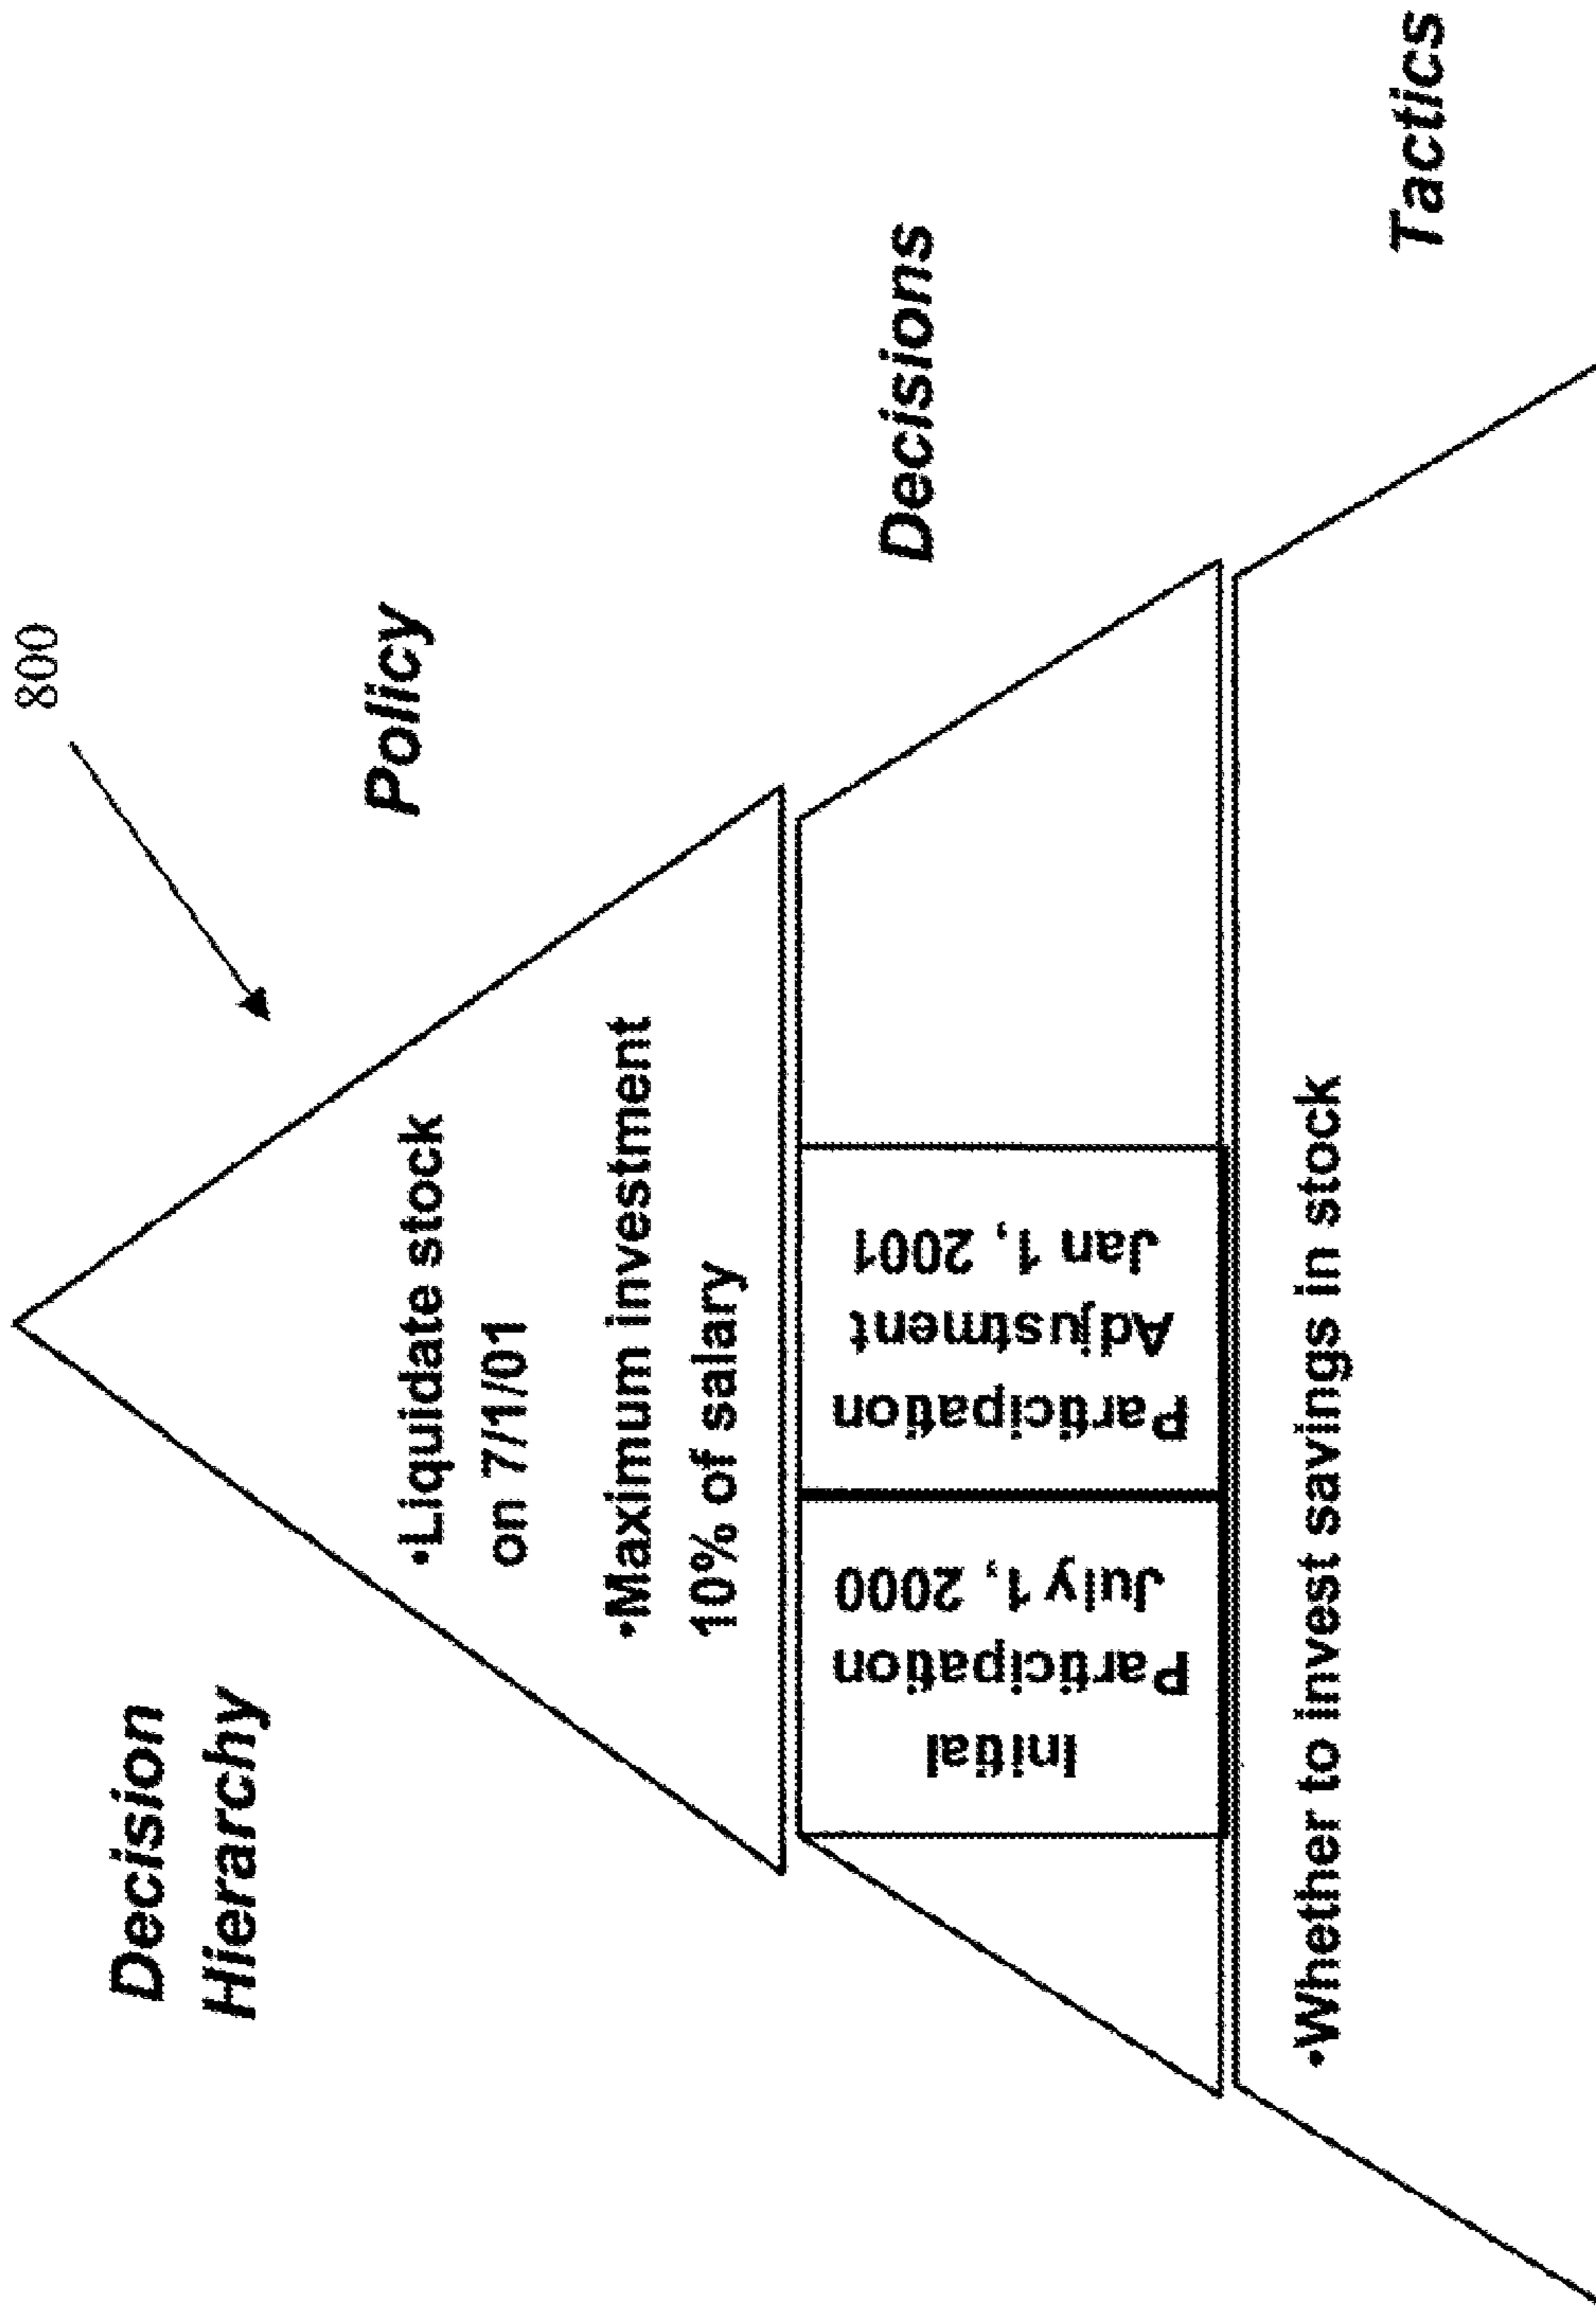 Decision
Hierarchy
800
Policy
•Liquidate stock
on 7/1/01
•Maximum investment
10% of salary
Decisions
Initial
Participation
July 1, 2000
Participation
Adjustment
Jan 1, 2001
Tactics
•Whether to invest savings in stock